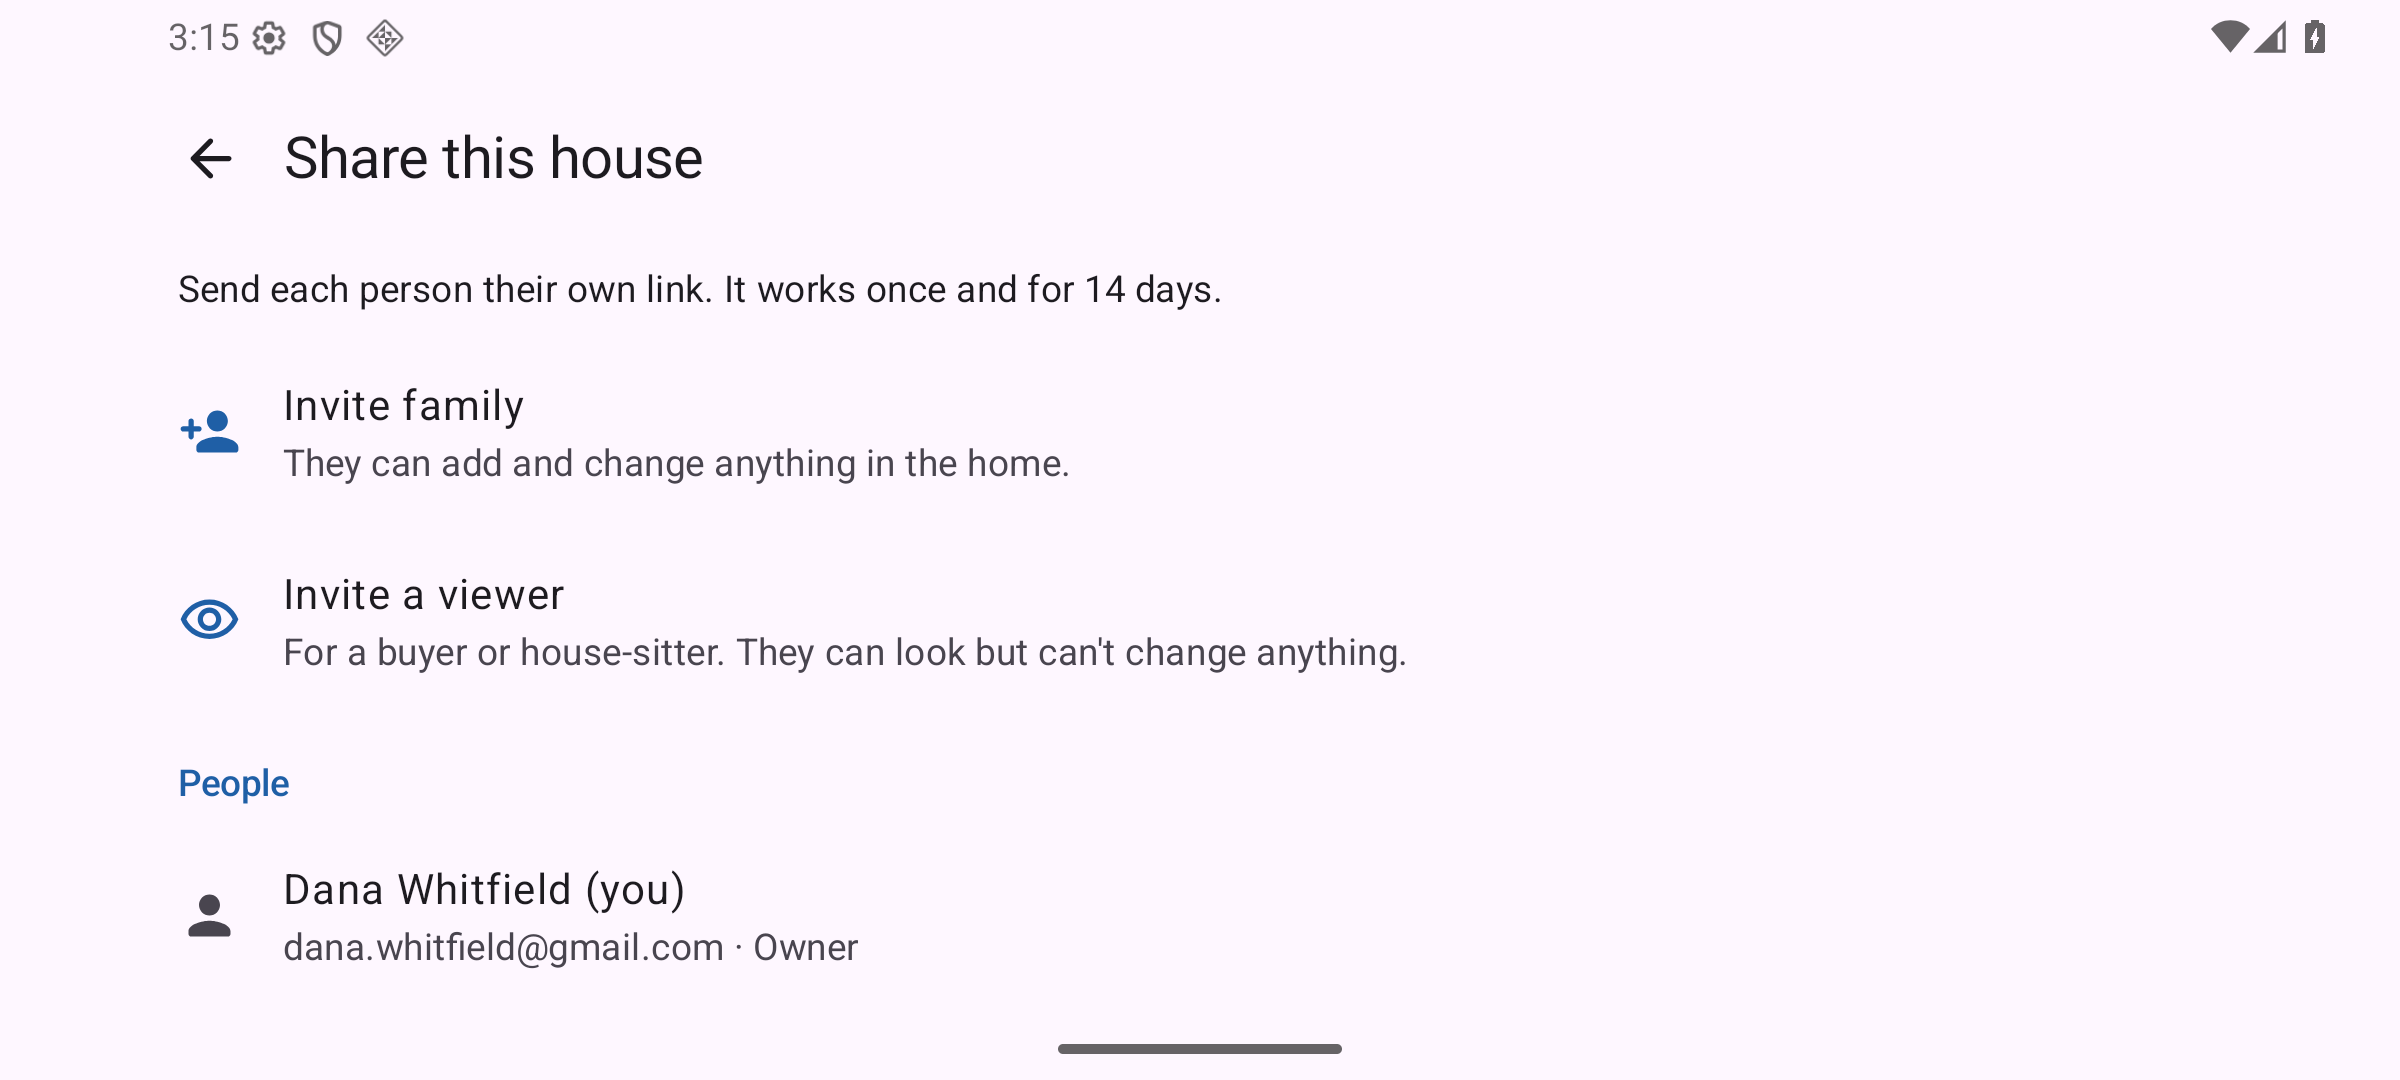 3:15
Share this house
Send each person their own link. It works once and for 14 days.
Invite family
They can add and change anything in the home.
Invite a viewer
For a buyer or house-sitter. They can look but can't change anything.
People
Dana Whitfield (you)
dana.whitfield@gmail.com · Owner